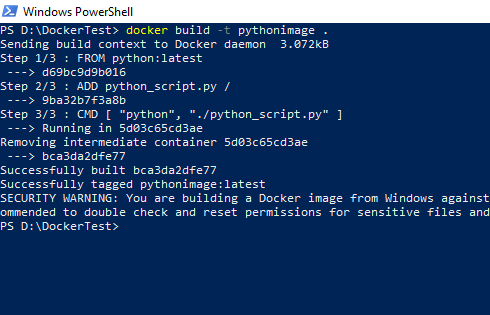 Windows PowerShell
PS D:\DockerTest> docker build -t pythonimage .
Sending build context to Docker daemon  3.072kB
Step 1/3 : FROM python:latest
 ---> d69bc9d9b016
Step 2/3 : ADD python_script.py /
 ---> 9ba32b7f3a8b
Step 3/3 : CMD [ "python", "./python_script.py" ]
 ---> Running in 5d03c65cd3ae
Removing intermediate container 5d03c65cd3ae
 ---> bca3da2dfe77
Successfully built bca3da2dfe77
Successfully tagged pythonimage:latest
SECURITY WARNING: You are building a Docker image from Windows against
ommended to double check and reset permissions for sensitive files and
PS D:\DockerTest>